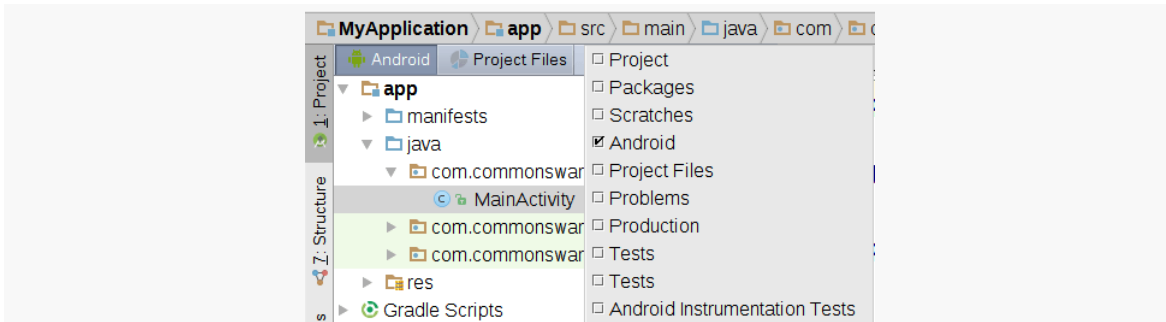 MyApplication app src main java com
1: Project
Android Project Files
app
manifests
java
com.commonswar
MainActivity
com.commonswar
com.commonswar
res
Gradle Scripts
Z: Structure
Project
Packages
Scratches
Android
Project Files
Problems
Production
Tests
Tests
Android Instrumentation Tests